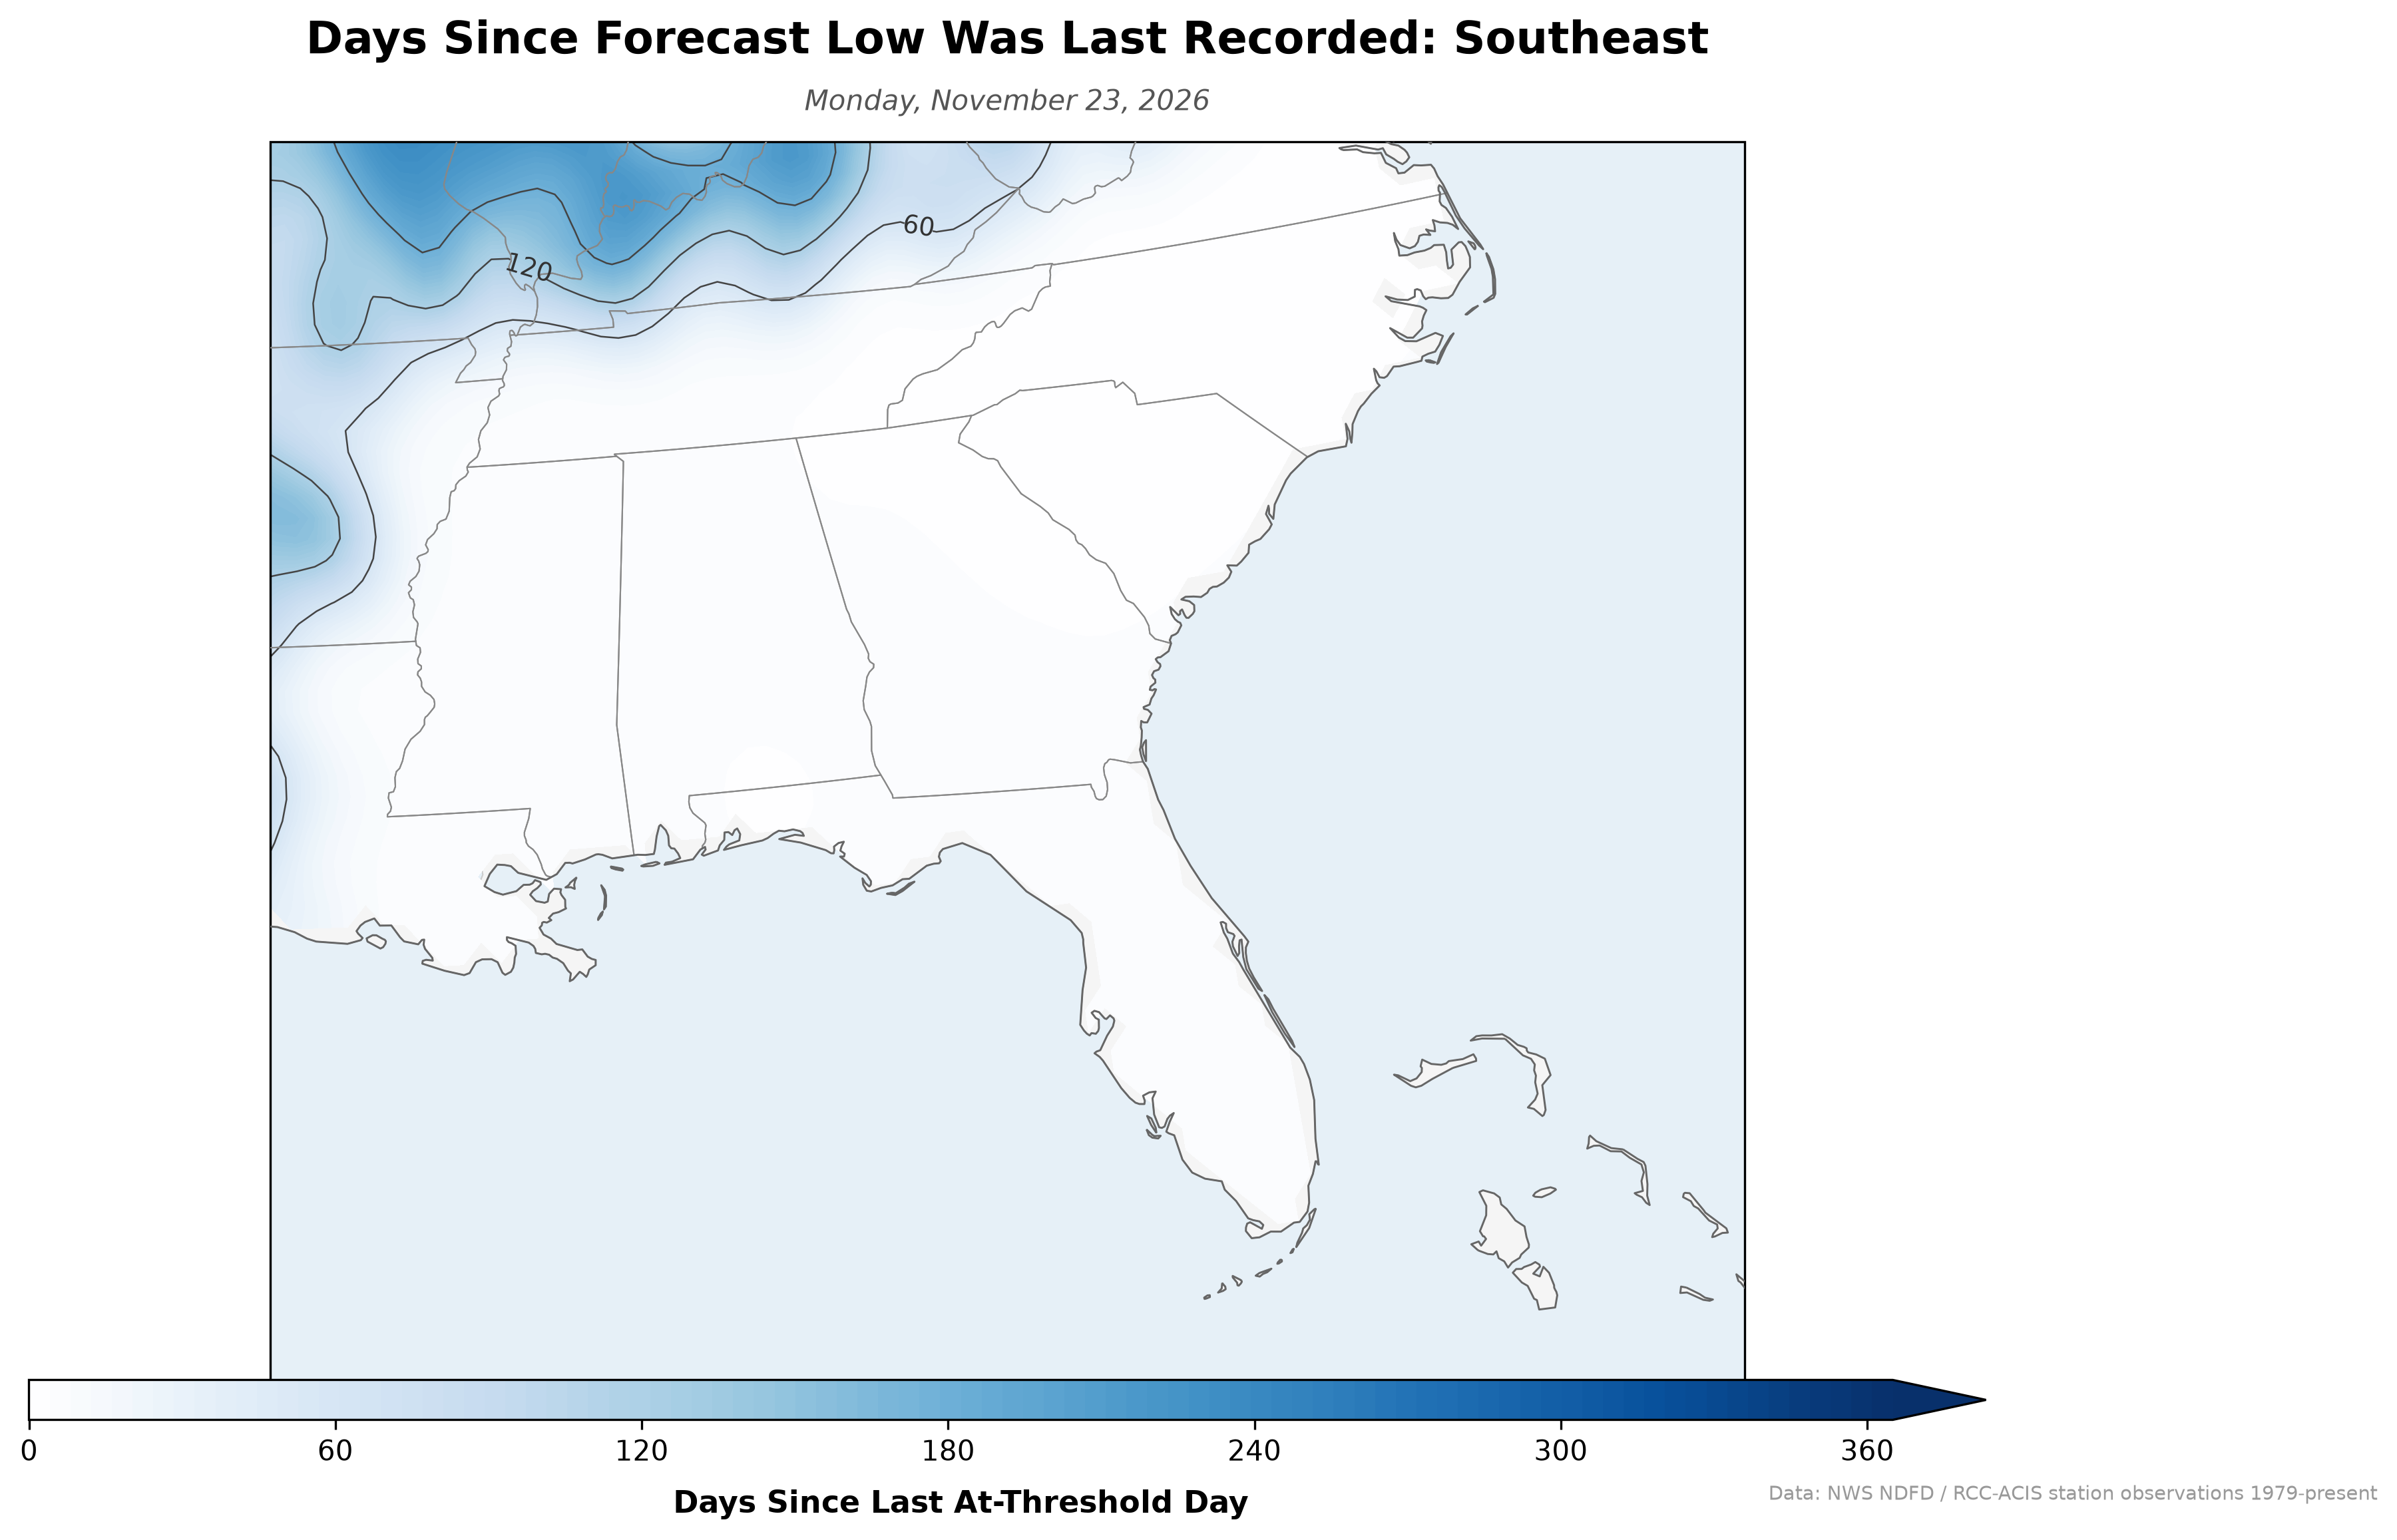 Days Since Forecast Low Was Last Recorded: Southeast
Monday, November 23, 2026
60
120
0 60 120 180 240 300 360
Days Since Last At-Threshold Day
Data: NWS NDFD / RCC-ACIS station observations 1979-present